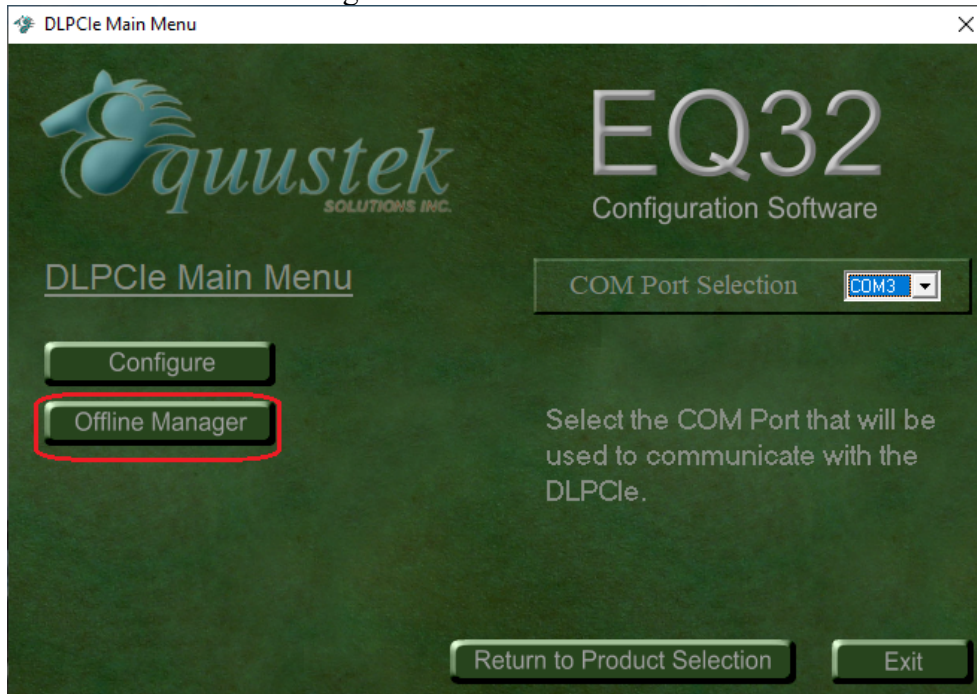 DLPCIe Main Menu
Equustek
SOLUTIONS INC.
EQ32
Configuration Software
DLPCIe Main Menu
COM Port Selection
COM3
Configure
Offline Manager
Select the COM Port that will be
used to communicate with the
DLPCIe.
Return to Product Selection
Exit